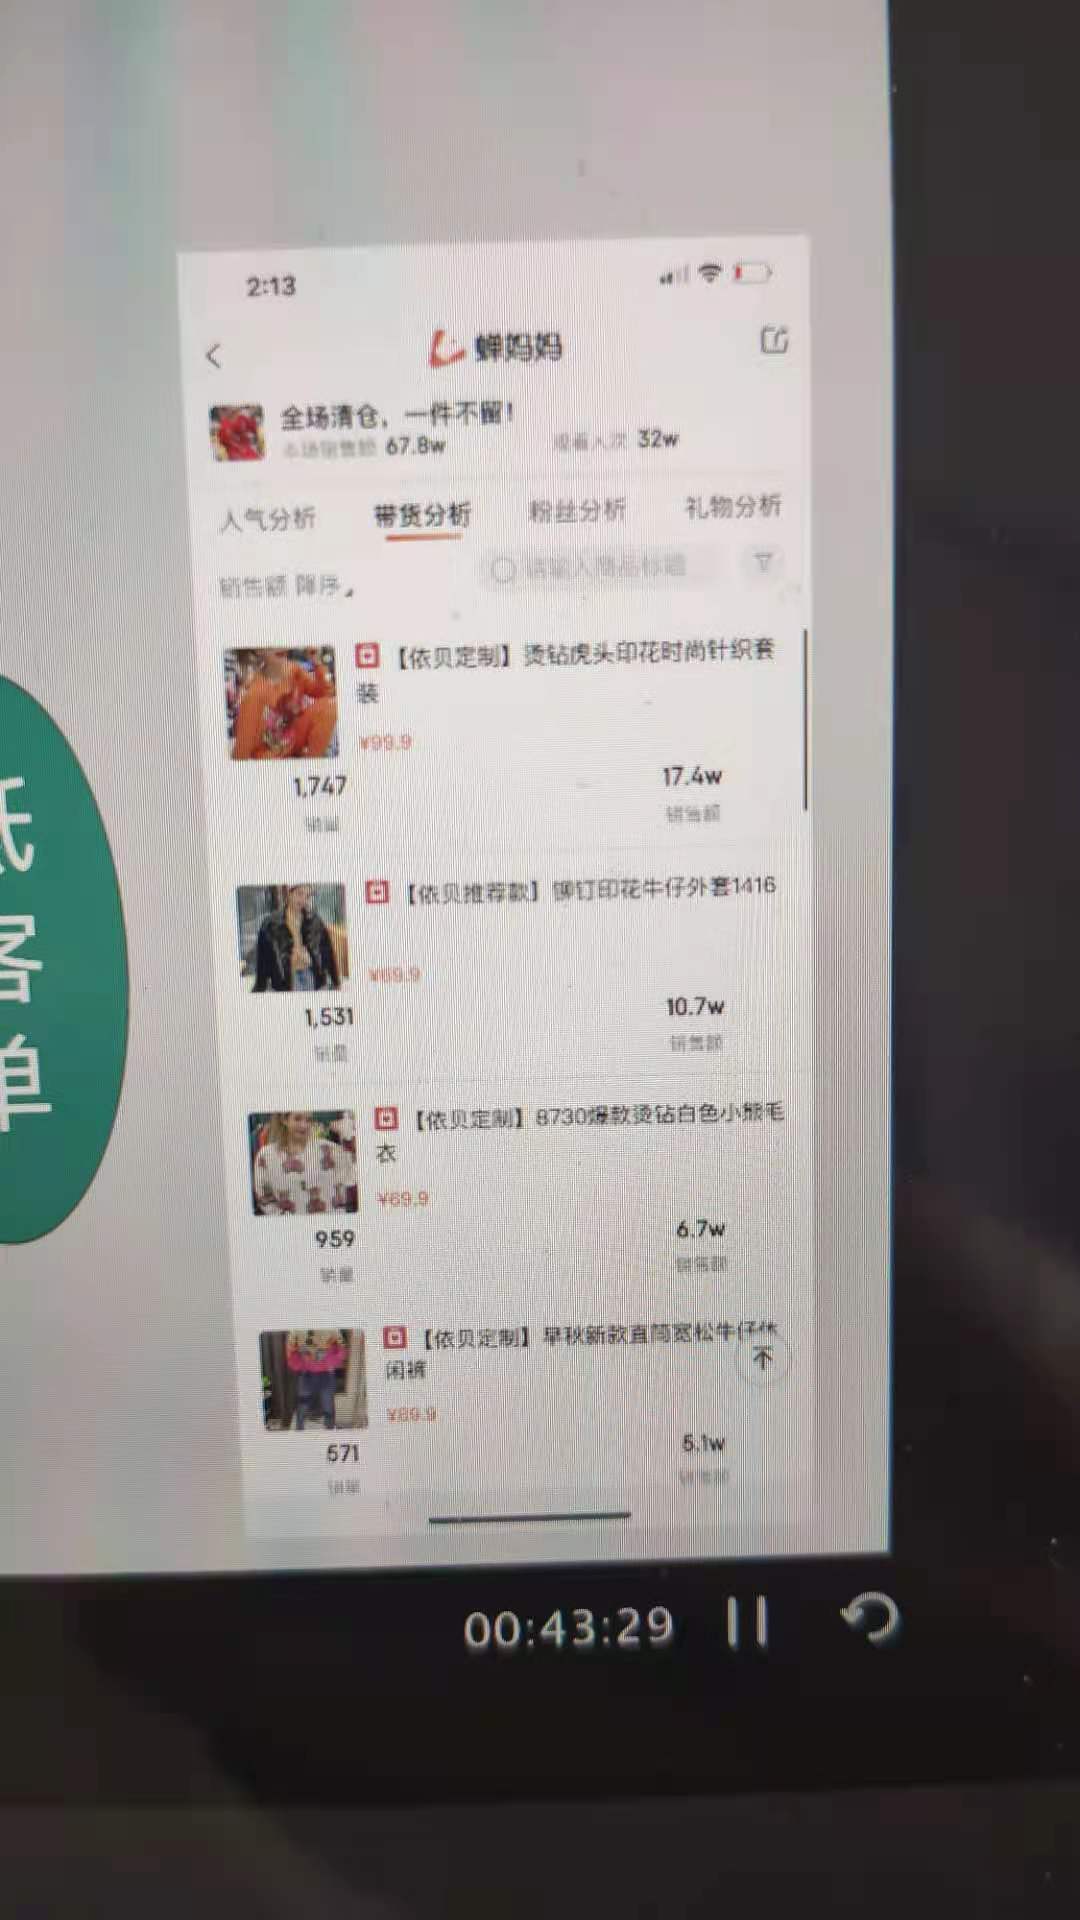 2:13
蝉妈妈
全场清仓，一件不留！
本场销售额 67.8w 观看人次 32w
人气分析 带货分析 粉丝分析 礼物分析
销售额 降序
请输入商品标题
【依贝定制】烫钻虎头印花时尚针织套
装
¥99.9
1,747 17.4w
销量 销售额
【依贝推荐款】铆钉印花牛仔外套1416
¥69.9
1,531 10.7w
销量 销售额
【依贝定制】8730爆款烫钻白色小熊毛
衣
¥69.9
959 6.7w
销量 销售额
【依贝定制】早秋新款直筒宽松牛仔休
闲裤
¥89.9
571 5.1w
销量 销售额
低
客
单
00:43:29